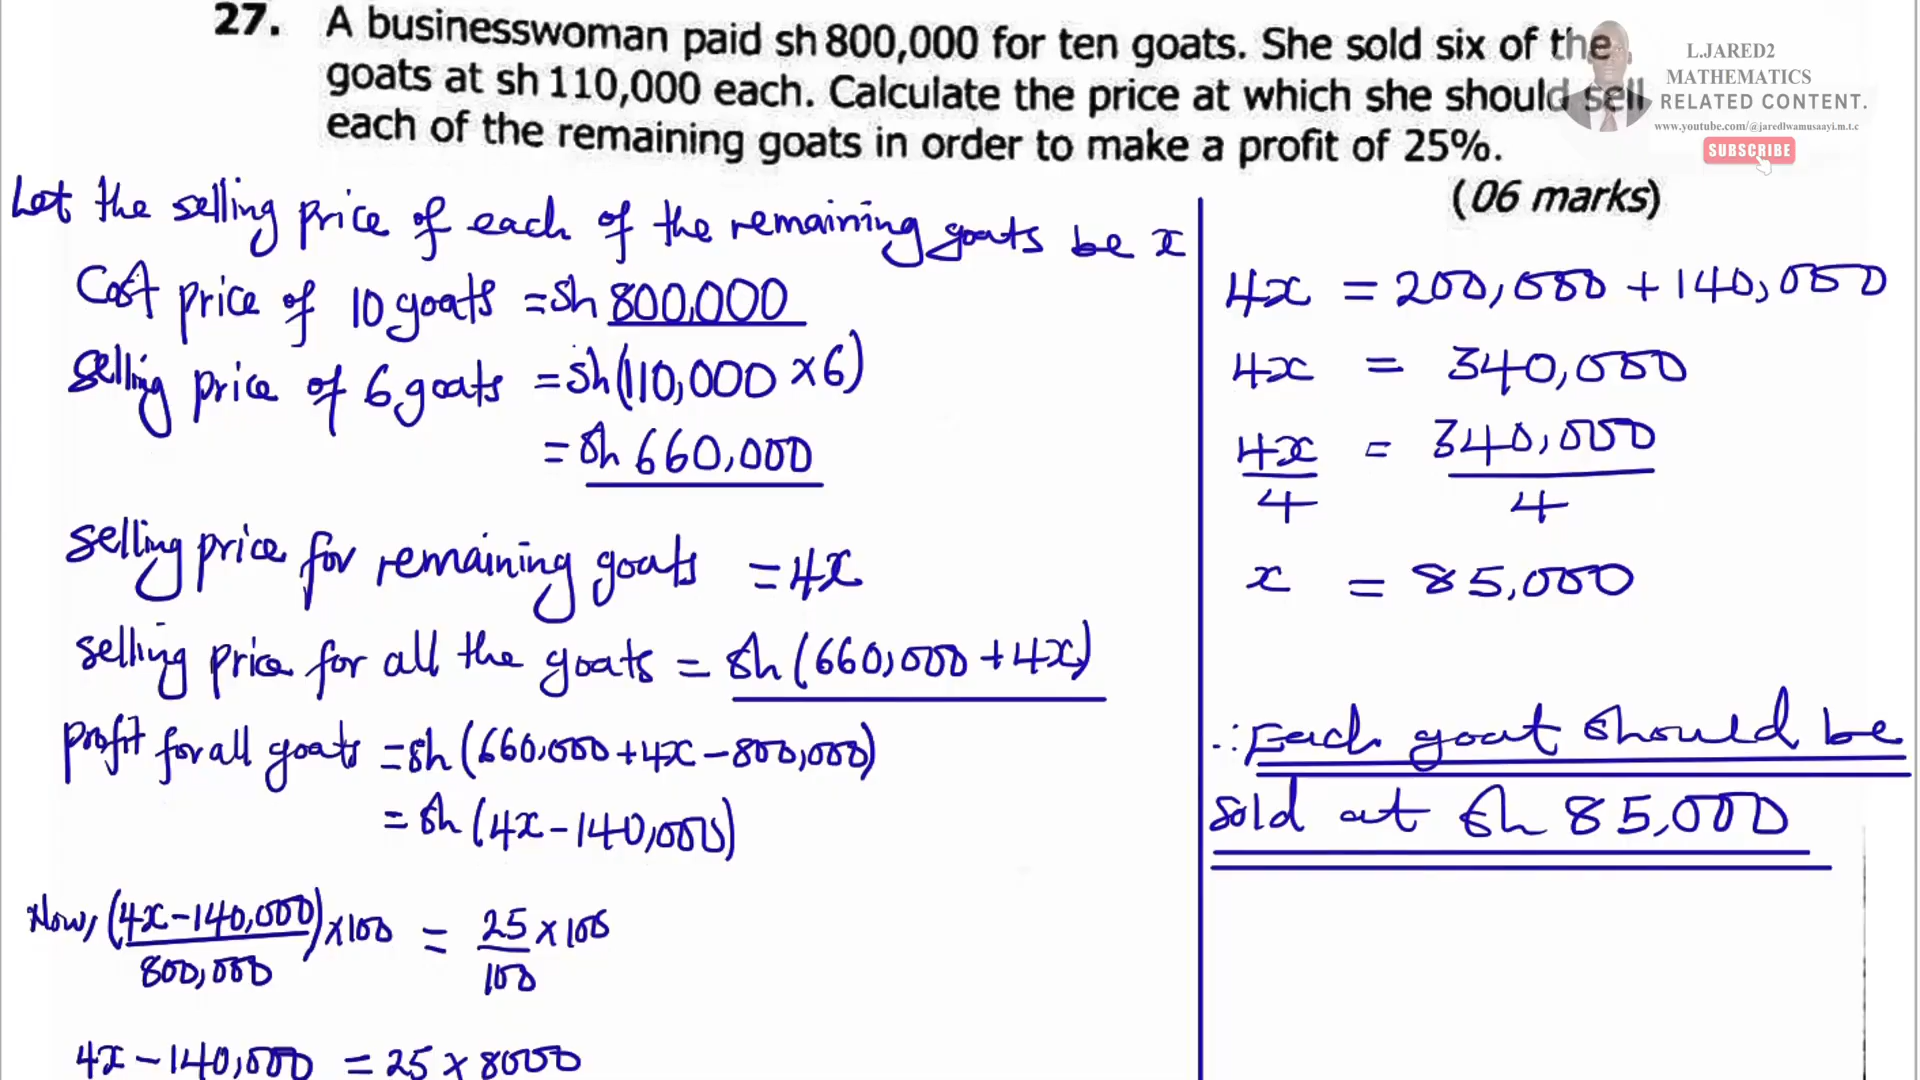 27. A businesswoman paid sh 800,000 for ten goats. She sold six of the
goats at sh 110,000 each. Calculate the price at which she should sell
each of the remaining goats in order to make a profit of 25%.
(06 marks)
L.JARED2
MATHEMATICS
RELATED CONTENT.
www.youtube.com/@jaredlwamusaayi.m.t.c
SUBSCRIBE
Let the selling price of each of the remaining goats be x
Cost price of 10 goats = sh 800,000
selling price of 6 goats = sh (110,000 × 6)
= sh 660,000
selling price for remaining goats = 4x
selling price for all the goats = sh (660,000 + 4x)
profit for all goats = sh (660,000 + 4x - 800,000)
= sh (4x - 140,000)
Now, (4x - 140,000) × 100 = 25 × 100
800,000 100
4x - 140,000 = 25 × 8000
4x = 200,000 + 140,000
4x = 340,000
4x = 340,000
4 4
x = 85,000
∴ Each goat should be
sold at sh 85,000